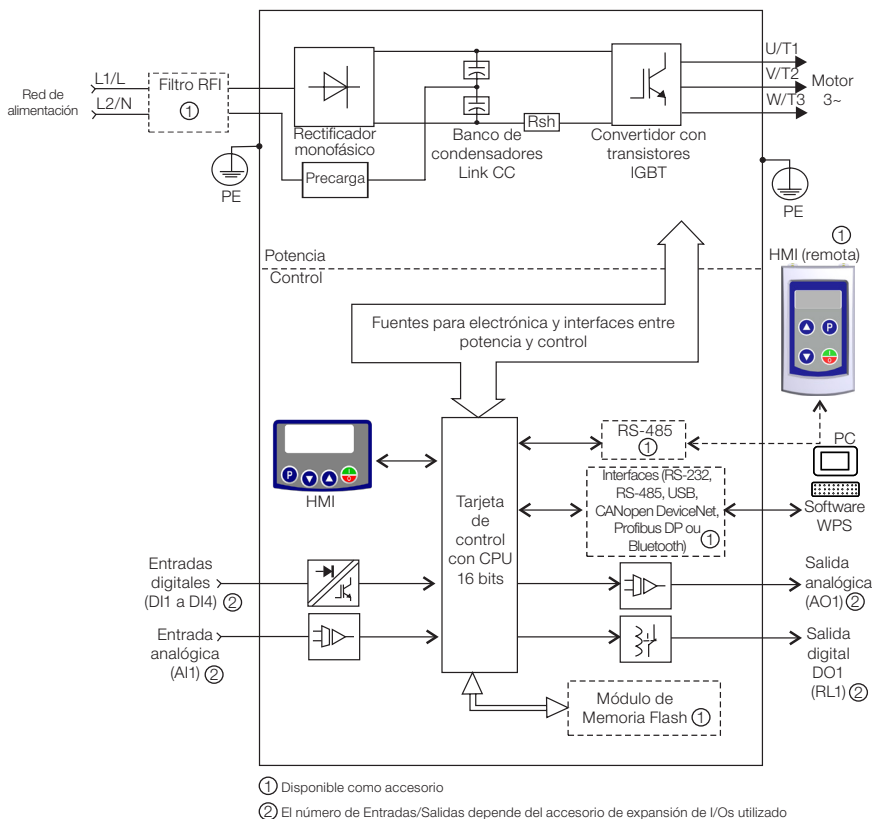 Red de
alimentación
L1/L
L2/N
Filtro RFI
①
Rectificador
monofásico
Precarga
Banco de
condensadores
Link CC
Rsh
Convertidor con
transistores
IGBT
U/T1
V/T2
W/T3
Motor
3~
PE
PE
Potencia
Control
①
HMI (remota)
P
Fuentes para electrónica y interfaces entre
potencia y control
P
HMI
Tarjeta
de
control
con CPU
16 bits
RS-485
①
Interfaces (RS-232,
RS-485, USB,
CANopen DeviceNet,
Profibus DP ou
Bluetooth) ①
PC
Software
WPS
Entradas
digitales
(DI1 a DI4) ②
Entrada
analógica
(AI1) ②
Salida
analógica
(AO1) ②
Salida
digital
DO1
(RL1) ②
Módulo de
Memoria Flash ①
① Disponible como accesorio
② El número de Entradas/Salidas depende del accesorio de expansión de I/Os utilizado